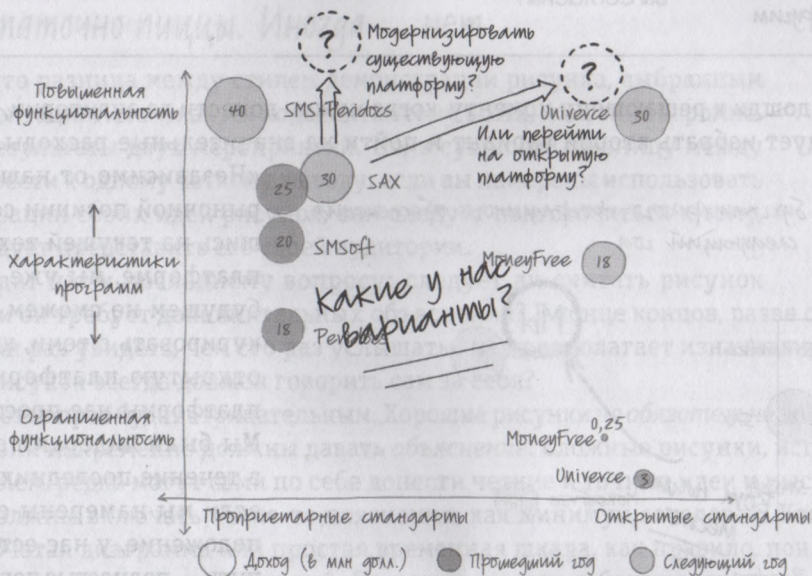 ?
Модернизировать
существующую
платформу?
?
Повышенная
функциональность
40
SMS+Peridocs
Univerce
30
Или перейти
на открытую
платформу?
25
30
SAX
20
SMSoft
MoneyFree
18
Характеристики
программ
Какие у нас
варианты?
18
Ограниченная
функциональность
MoneyFree
0,25
Univerce
3
Проприетарные стандарты
Открытые стандарты
Доход (в млн долл.)
Прошедший год
Следующий год